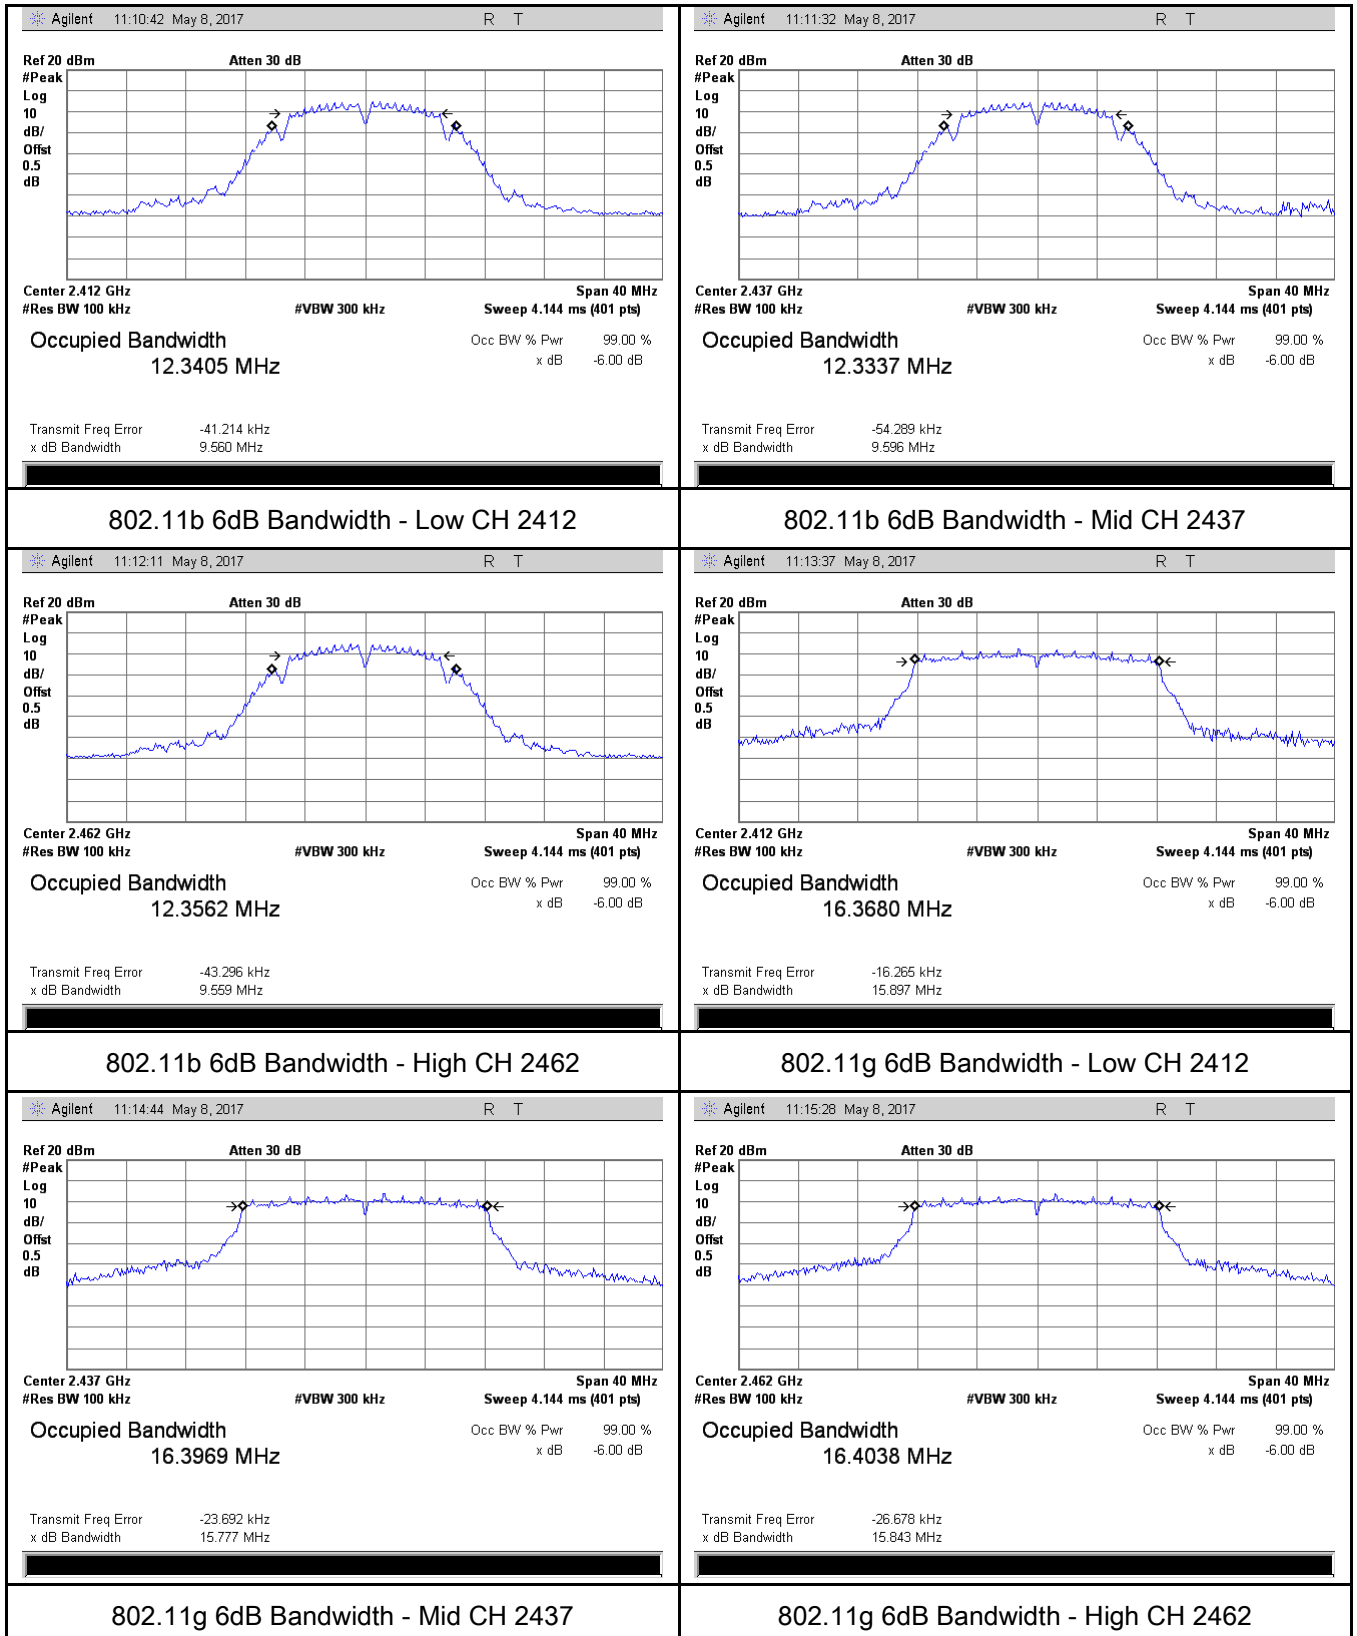 Agilent 11:10:42 May 8, 2017 R T
Ref 20 dBm Atten 30 dB
#Peak
Log
10
dB/
Offst
0.5
dB
Center 2.412 GHz Span 40 MHz
#Res BW 100 kHz #VBW 300 kHz Sweep 4.144 ms (401 pts)
Occupied Bandwidth Occ BW % Pwr 99.00 %
12.3405 MHz x dB -6.00 dB
Transmit Freq Error -41.214 kHz
x dB Bandwidth 9.560 MHz
802.11b 6dB Bandwidth - Low CH 2412
Agilent 11:11:32 May 8, 2017 R T
Ref 20 dBm Atten 30 dB
#Peak
Log
10
dB/
Offst
0.5
dB
Center 2.437 GHz Span 40 MHz
#Res BW 100 kHz #VBW 300 kHz Sweep 4.144 ms (401 pts)
Occupied Bandwidth Occ BW % Pwr 99.00 %
12.3337 MHz x dB -6.00 dB
Transmit Freq Error -54.289 kHz
x dB Bandwidth 9.596 MHz
802.11b 6dB Bandwidth - Mid CH 2437
Agilent 11:12:11 May 8, 2017 R T
Ref 20 dBm Atten 30 dB
#Peak
Log
10
dB/
Offst
0.5
dB
Center 2.462 GHz Span 40 MHz
#Res BW 100 kHz #VBW 300 kHz Sweep 4.144 ms (401 pts)
Occupied Bandwidth Occ BW % Pwr 99.00 %
12.3562 MHz x dB -6.00 dB
Transmit Freq Error -43.296 kHz
x dB Bandwidth 9.559 MHz
802.11b 6dB Bandwidth - High CH 2462
Agilent 11:13:37 May 8, 2017 R T
Ref 20 dBm Atten 30 dB
#Peak
Log
10
dB/
Offst
0.5
dB
Center 2.412 GHz Span 40 MHz
#Res BW 100 kHz #VBW 300 kHz Sweep 4.144 ms (401 pts)
Occupied Bandwidth Occ BW % Pwr 99.00 %
16.3680 MHz x dB -6.00 dB
Transmit Freq Error -16.265 kHz
x dB Bandwidth 15.897 MHz
802.11g 6dB Bandwidth - Low CH 2412
Agilent 11:14:44 May 8, 2017 R T
Ref 20 dBm Atten 30 dB
#Peak
Log
10
dB/
Offst
0.5
dB
Center 2.437 GHz Span 40 MHz
#Res BW 100 kHz #VBW 300 kHz Sweep 4.144 ms (401 pts)
Occupied Bandwidth Occ BW % Pwr 99.00 %
16.3969 MHz x dB -6.00 dB
Transmit Freq Error -23.692 kHz
x dB Bandwidth 15.777 MHz
802.11g 6dB Bandwidth - Mid CH 2437
Agilent 11:15:28 May 8, 2017 R T
Ref 20 dBm Atten 30 dB
#Peak
Log
10
dB/
Offst
0.5
dB
Center 2.462 GHz Span 40 MHz
#Res BW 100 kHz #VBW 300 kHz Sweep 4.144 ms (401 pts)
Occupied Bandwidth Occ BW % Pwr 99.00 %
16.4038 MHz x dB -6.00 dB
Transmit Freq Error -26.678 kHz
x dB Bandwidth 15.843 MHz
802.11g 6dB Bandwidth - High CH 2462